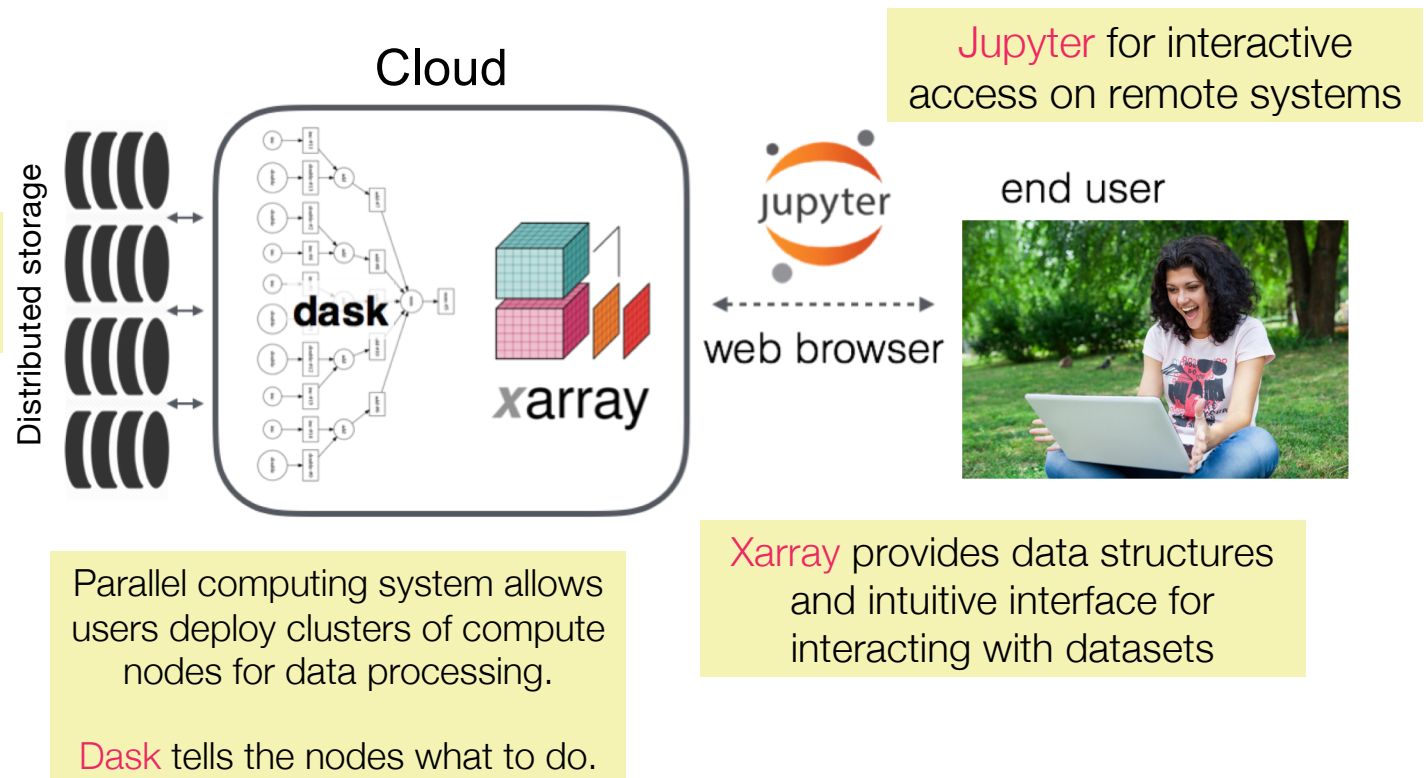 Jupyter for interactive
access on remote systems
Cloud
Distributed storage
dask
xarray
jupyter
web browser
end user
Parallel computing system allows
users deploy clusters of compute
nodes for data processing.
Dask tells the nodes what to do.
Xarray provides data structures
and intuitive interface for
interacting with datasets